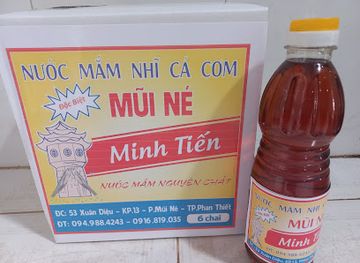 NƯỚC MẮM NHĨ CÁ CƠM
Đặc Biệt
MŨI NÉ
Minh Tiến
NƯỚC MẮM NGUYÊN CHẤT
ĐC: 53 Xuân Diệu - KP.13 - P.Mũi Né - TP.Phan Thiết
ĐT: 094.988.4243 - 0916.819.035
6 chai
NƯỚC MẮM NHĨ
MŨI NÉ
Minh Tiến